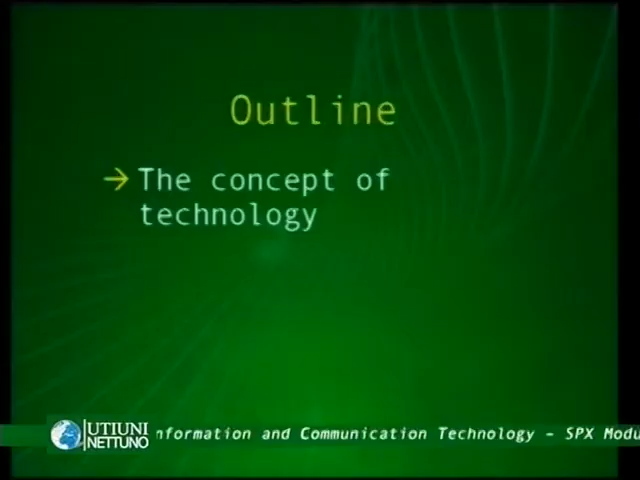 Outline
→ The concept of
technology
UTIUNI
NETTUNO
nformation and Communication Technology - SPX Modu